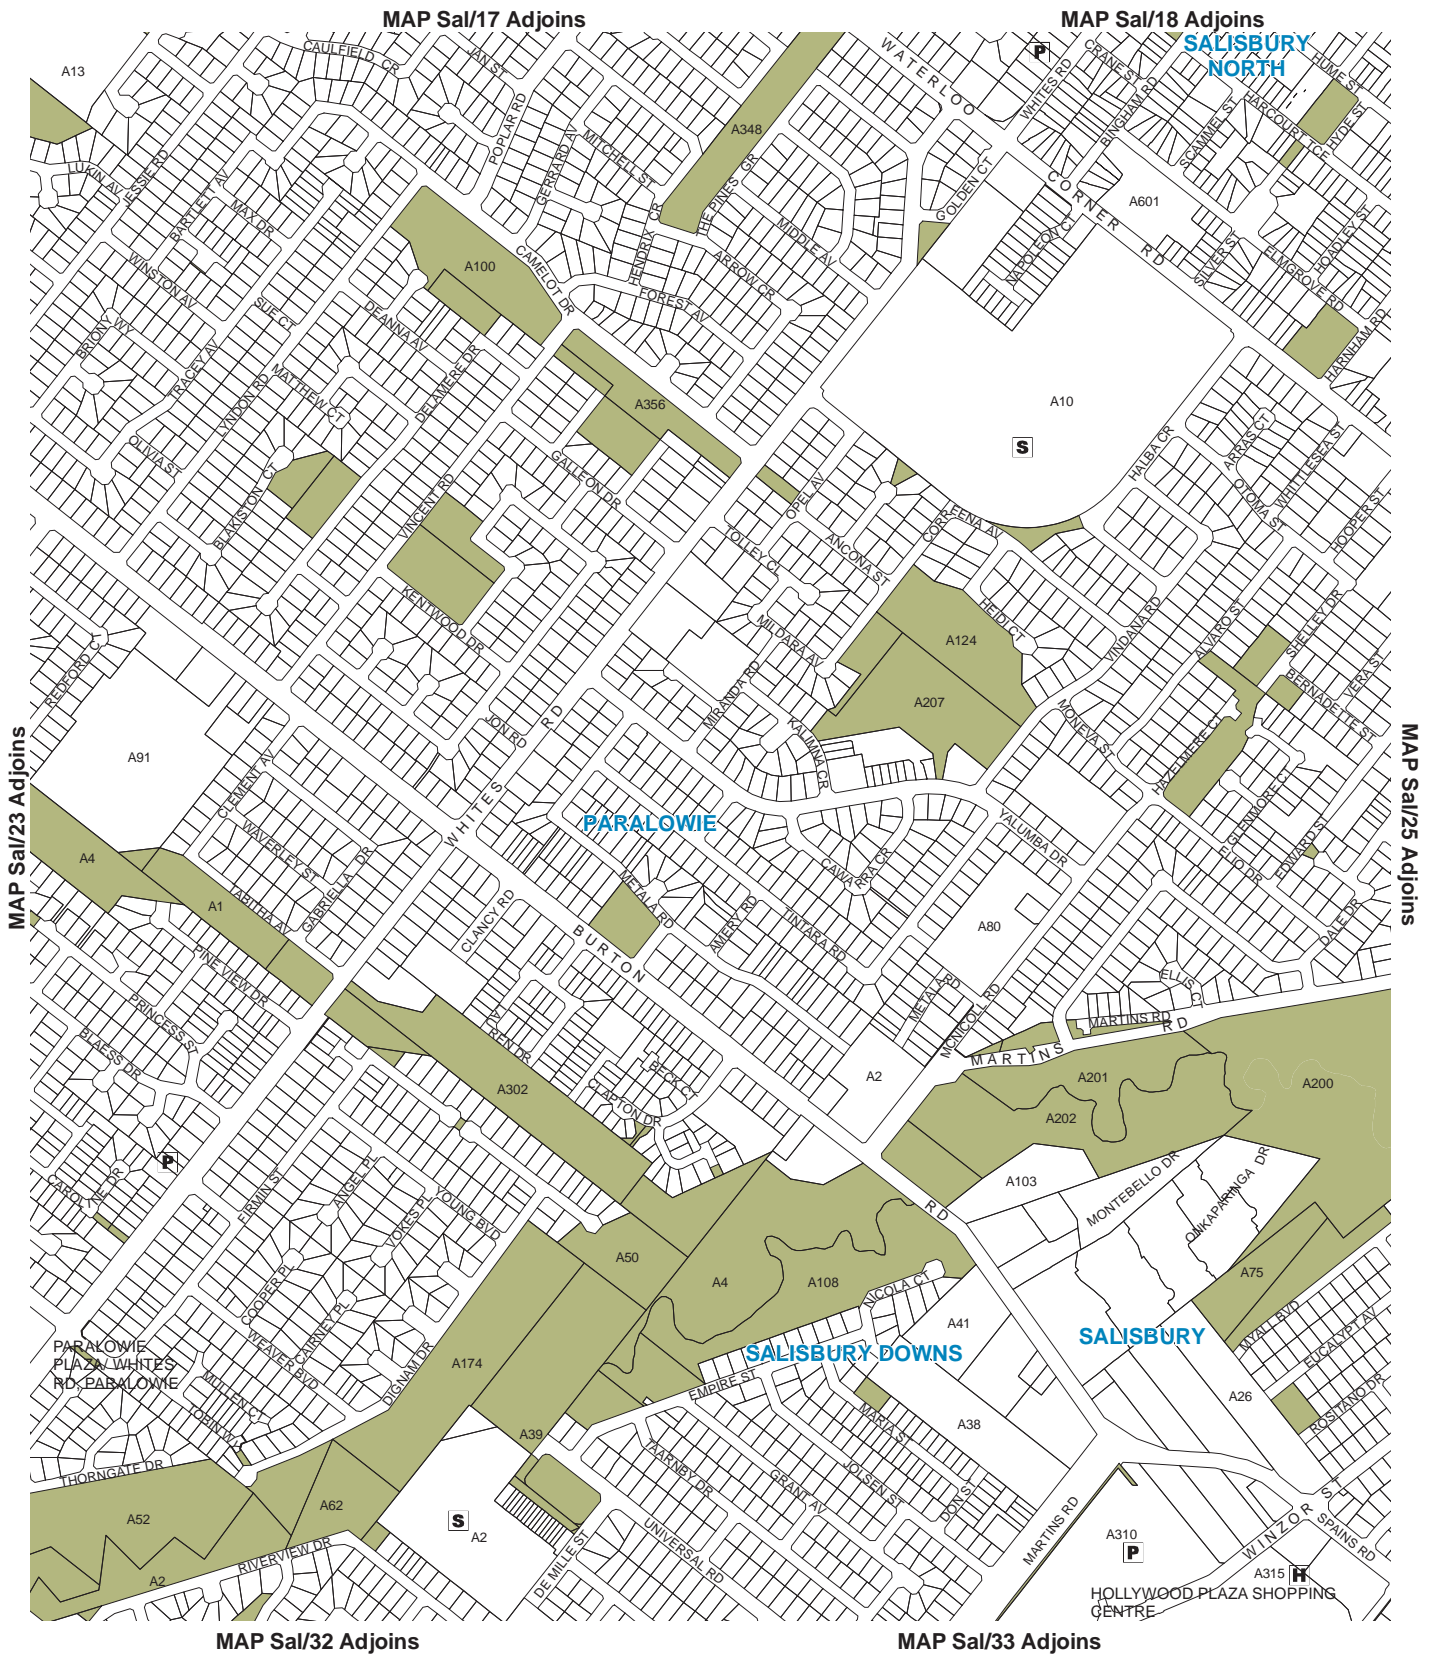 MAP Sal/17 Adjoins
MAP Sal/18 Adjoins
SALISBURY
NORTH
A13
CAULFIELD CR
JAN ST
WATERLOO
P
WHITES RD
CRANE ST
BINGHAM RD
HUME ST
HARCOURT TCE
HYDE ST
SCAMMEL ST
POPLAR RD
GERRARD AV
MITCHELL ST
A348
THE PINES GR
LUKIN AV
JESSIE RD
BARTLETT AV
MAX DR
GOLDEN CT
CORNER RD
A601
NAPOLEON CT
SILVER ST
ELMGROVE RD
HOADLEY ST
HARNHAM RD
HENDRIX CR
MIDDLE AV
ARROW CR
FOREST AV
CAMELOT DR
A100
WINSTON AV
SUE CT
DEANNA AV
BRIONY WY
TRACEY AV
LYNDON RD
MATTHEW CT
DELAMERE DR
A356
A10
S
HALBA CR
ARRAS CT
WHITTLESEA ST
OTOMA ST
HOOPER ST
OLIVIA ST
BLAKISTON CT
VINCENT RD
GALLEON DR
OPEL AV
TOLLEY CL
ANCONA ST
CORREENA AV
KENTWOOD DR
HEIDI CT
A124
A207
MILDARA AV
MIRANDA RD
KALIMNA CR
VINDANA RD
ALVARO ST
SHELLEY DR
VERA ST
BERNADETTE ST
MONEVA ST
HAZELMERE CT
GLENMORE CT
REDFORD CT
A91
JON RD
WHITES RD
CLEMENT AV
WAVERLEY ST
GABRIELLA DR
TABITHA AV
PARALOWIE
YALUMBA DR
ELIO DR
EDWARD ST
DALE DR
CAWARRA CR
MAP Sal/23 Adjoins
MAP Sal/25 Adjoins
A4
A1
METALA RD
AMERY RD
TINTARA RD
A80
CLANCY RD
BURTON
PINE VIEW DR
PRINCESS ST
BLAESS DR
LAUREN DR
METALA RD
MCNICOLL RD
ELLIS CT
MARTINS RD
MARTINS RD
BECK CT
CLAPTON DR
A302
A2
A201
A202
A200
P
CAROLYNE DR
FIRMIN ST
ANGEL PL
YOUNG BVD
VOKES PL
A103
MONTEBELLO DR
ONKAPARINGA DR
RD
A50
A4
A108
NICOLA CT
A75
MYALL BVD
EUCALYPT AV
COOPER PL
CAIRNEY PL
WEAVER BVD
A41
SALISBURY
SALISBURY DOWNS
PARALOWIE
PLAZA/ WHITES
RD, PARALOWIE
MULLEN CT
DIGNAM DR
A174
EMPIRE ST
A26
ROSITANO DR
TOBIN WK
MARIA ST
A38
A39
TAARNBY DR
GRANT AV
JOLSEN ST
DON ST
THORNGATE DR
A52
A62
S
A2
UNIVERSAL RD
DE MILLE ST
MARTINS RD
A310
P
WINZOR ST
SPAINS RD
A315
H
HOLLYWOOD PLAZA SHOPPING
CENTRE
A2
RIVERVIEW DR
MAP Sal/32 Adjoins
MAP Sal/33 Adjoins